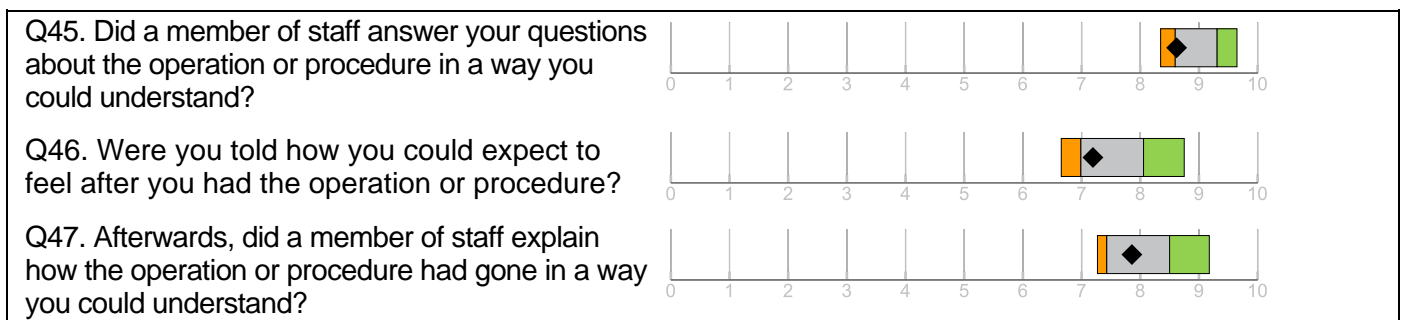 Q45. Did a member of staff answer your questions
about the operation or procedure in a way you
could understand?
0 1 2 3 4 5 6 7 8 9 10
Q46. Were you told how you could expect to
feel after you had the operation or procedure?
0 1 2 3 4 5 6 7 8 9 10
Q47. Afterwards, did a member of staff explain
how the operation or procedure had gone in a way
you could understand?
0 1 2 3 4 5 6 7 8 9 10